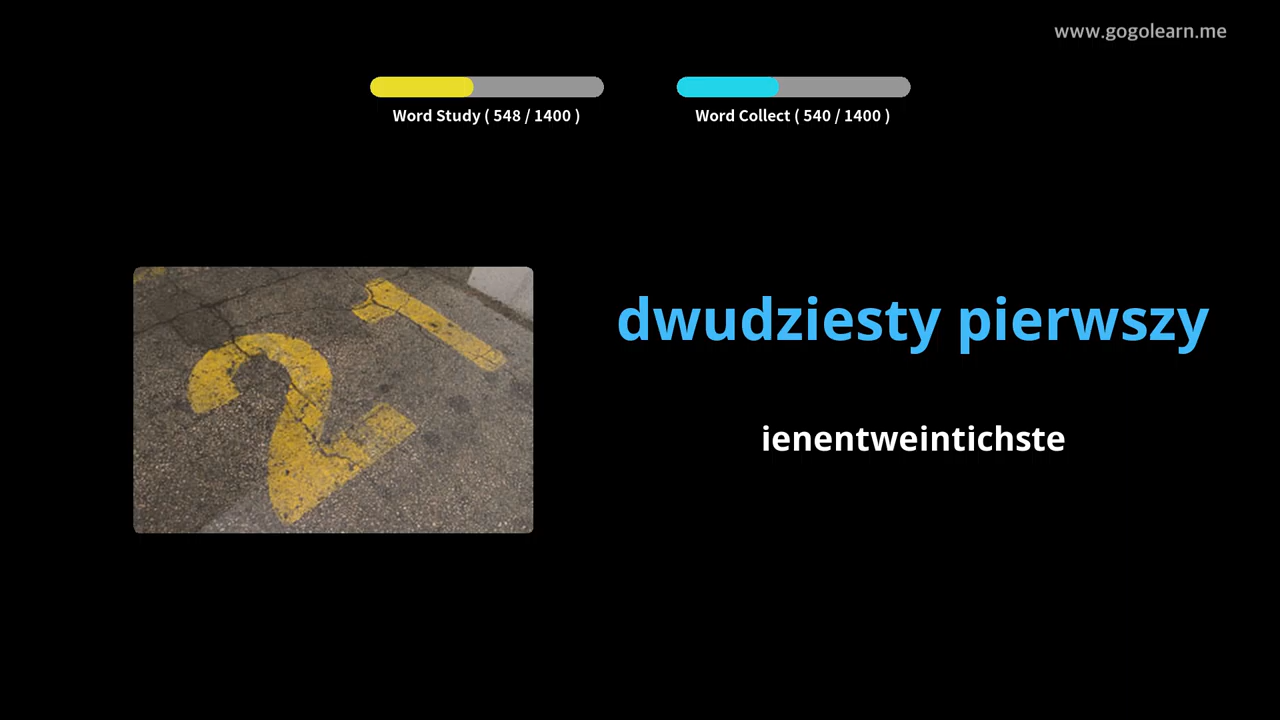 www.gogolearn.me
Word Study ( 548 / 1400 )
Word Collect ( 540 / 1400 )
21
dwudziesty pierwszy
ienentweintichste